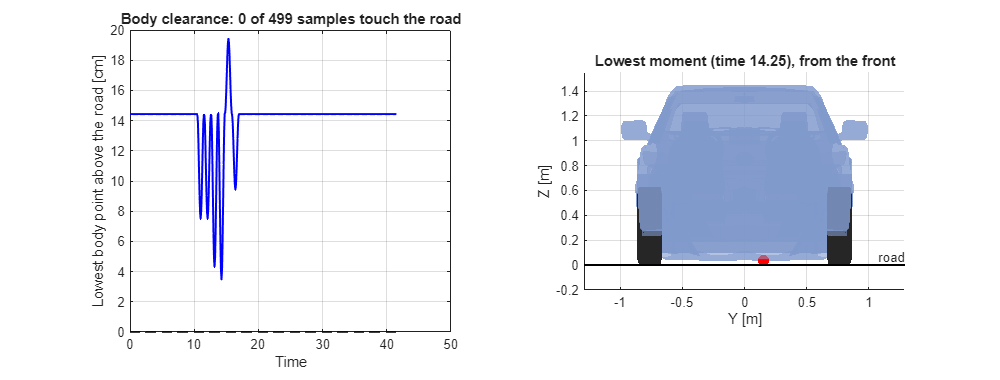 Body clearance: 0 of 499 samples touch the road
Lowest body point above the road [cm]
20
18
16
14
12
10
8
6
4
2
0
0 10 20 30 40 50
Time
Lowest moment (time 14.25), from the front
Z [m]
1.4
1.2
1
0.8
0.6
0.4
0.2
0
-0.2
road
-1 -0.5 0 0.5 1
Y [m]